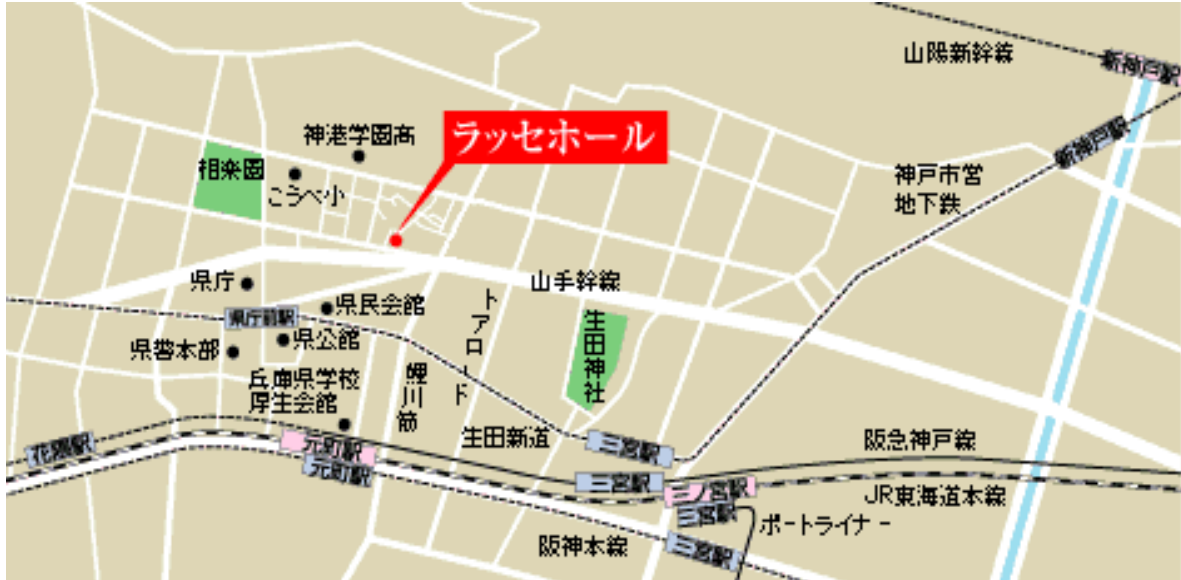 山陽新幹線
新神戸駅
ラッセホール
神港学園高
新神戸駅
相楽園
こうべ小
神戸市営
地下鉄
県庁
山手幹線
県民会館
トアロード
生田神社
県庁前駅
県公館
県警本部
兵庫県学校
厚生会館
鯉川筋
生田新道
花隈駅
元町駅
元町駅
三宮駅
阪急神戸線
三宮駅
三ノ宮駅
JR東海道本線
三宮駅
ポートライナー
阪神本線
三宮駅